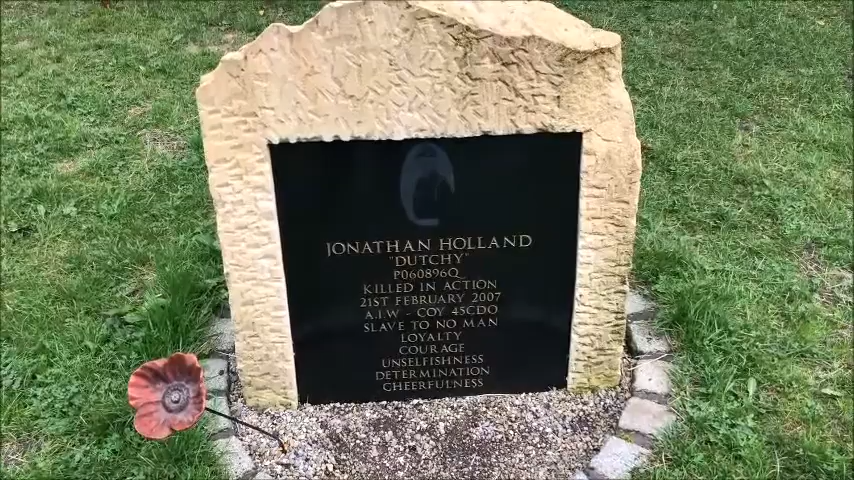 JONATHAN HOLLAND
"DUTCHY"
P060896Q
KILLED IN ACTION
21ST FEBRUARY 2007
A.I.W - COY 45CDO
SLAVE TO NO MAN
LOYALTY
COURAGE
UNSELFISHNESS
DETERMINATION
CHEERFULNESS